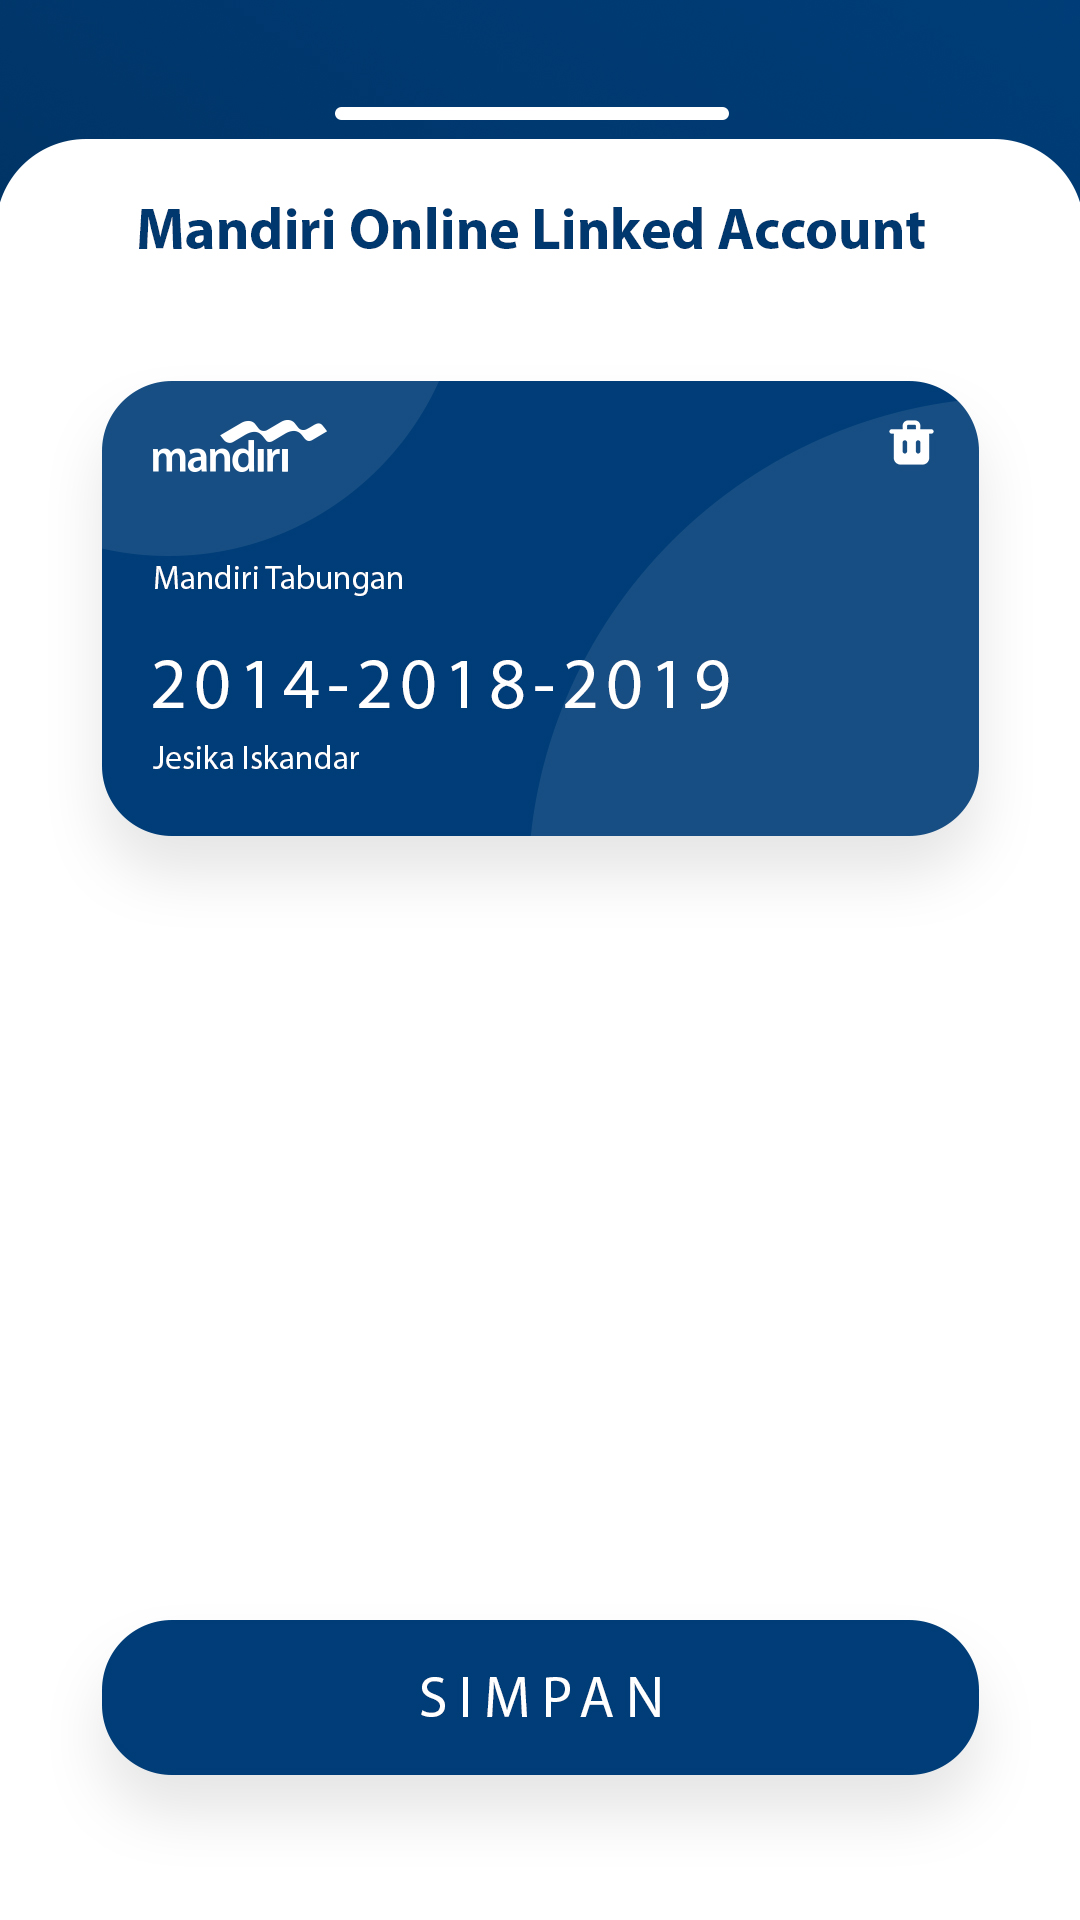 Mandiri Online Linked Account
mandiri
Mandiri Tabungan
2014-2018-2019
Jesika Iskandar
SIMPAN